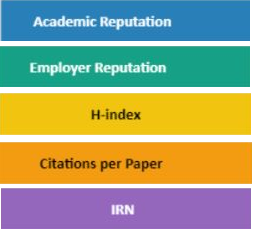 Academic Reputation
Employer Reputation
H-index
Citations per Paper
IRN